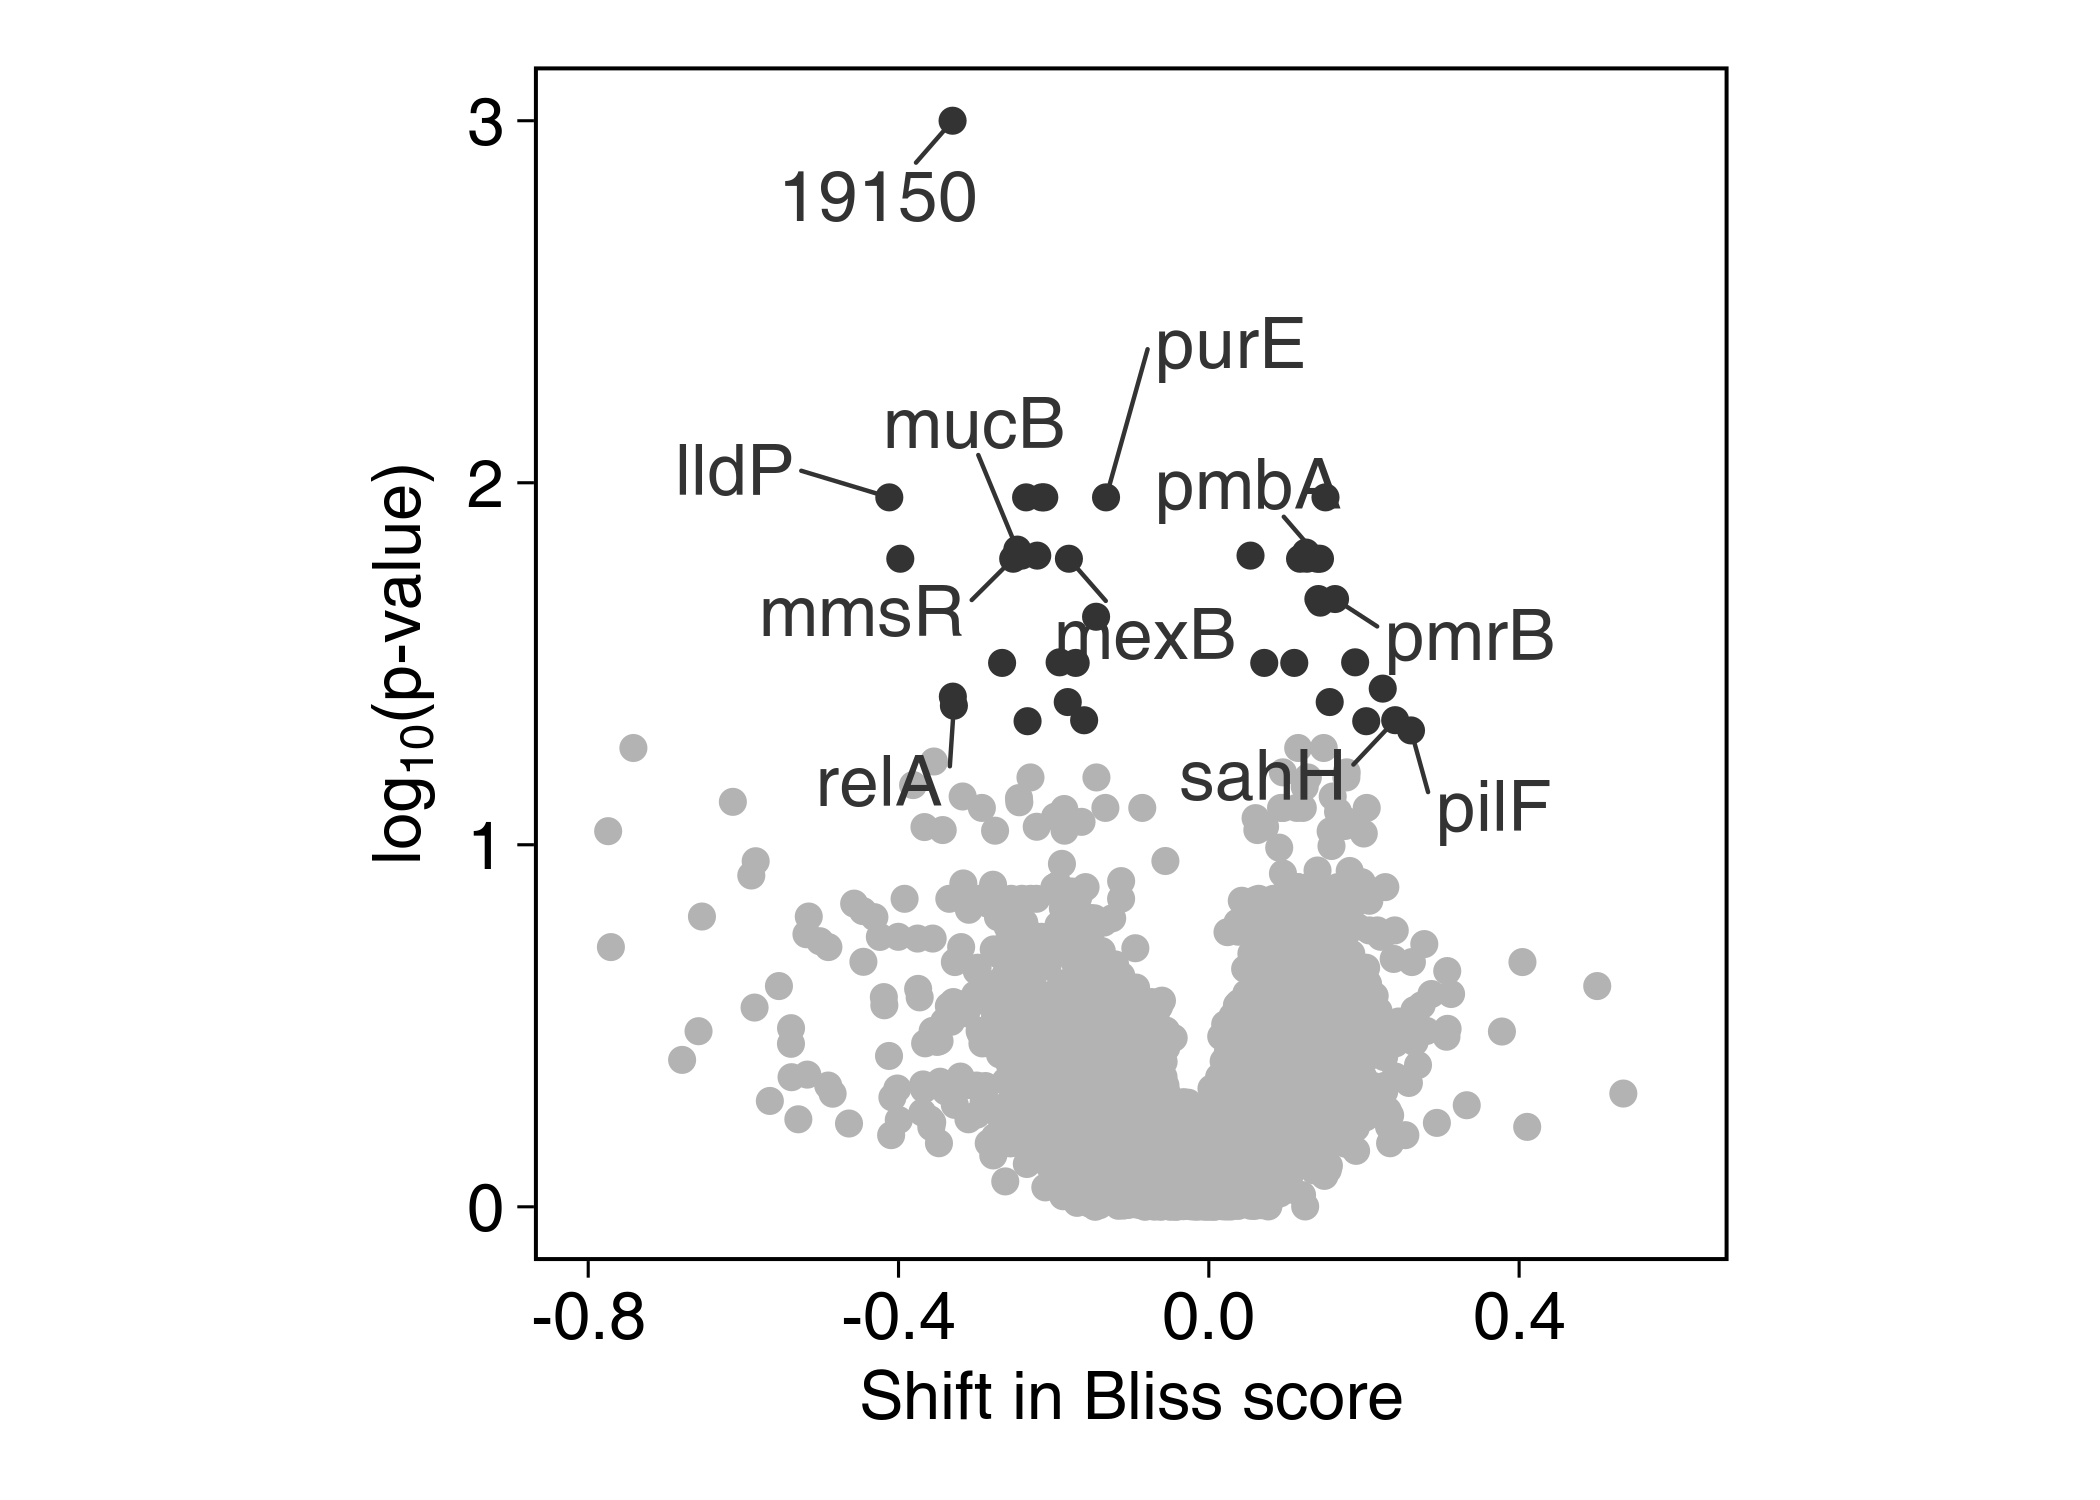 3
19150
purE
mucB
lldP
2
pmbA
mmsR
mexB
pmrB
log10(p-value)
relA
sahH
pilF
1
0
-0.8
-0.4
0.0
0.4
Shift in Bliss score